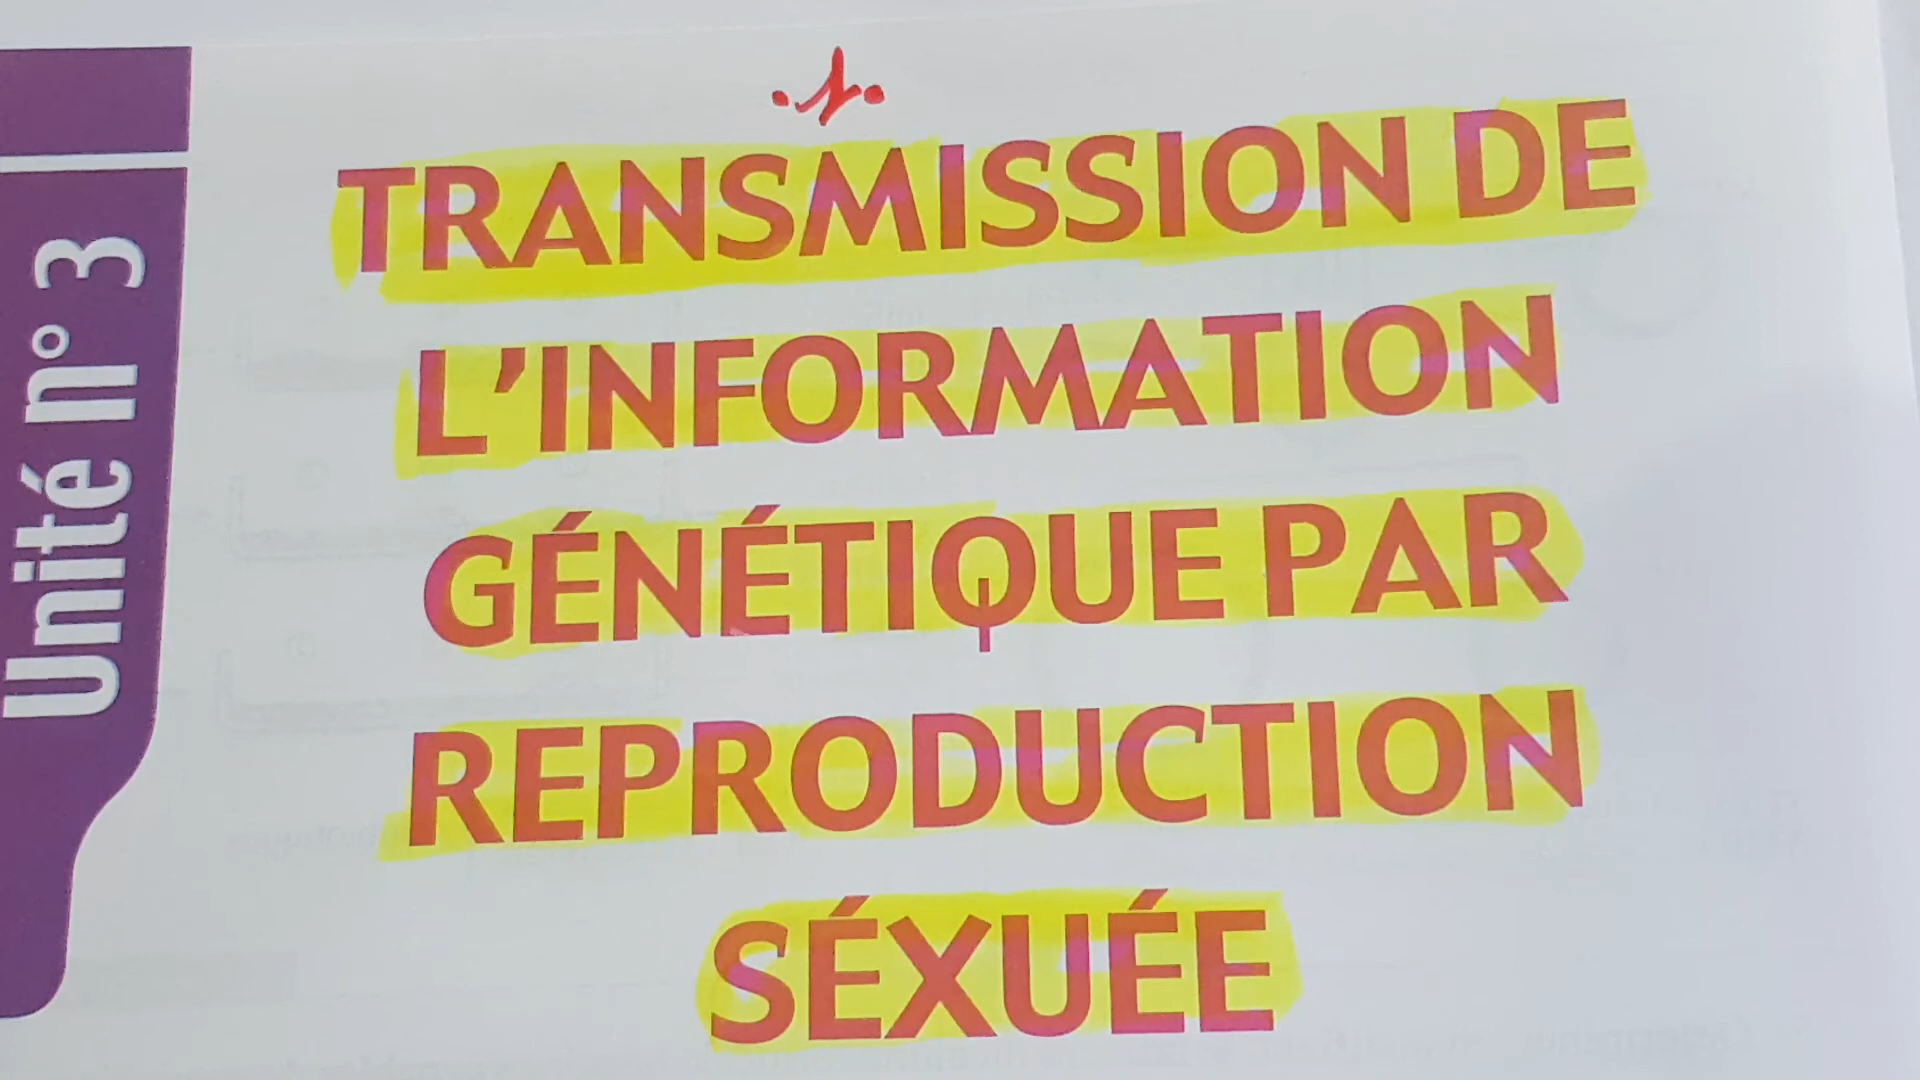 Unité n° 3
.1.
TRANSMISSION DE
L'INFORMATION
GÉNÉTIQUE PAR
REPRODUCTION
SÉXUÉE